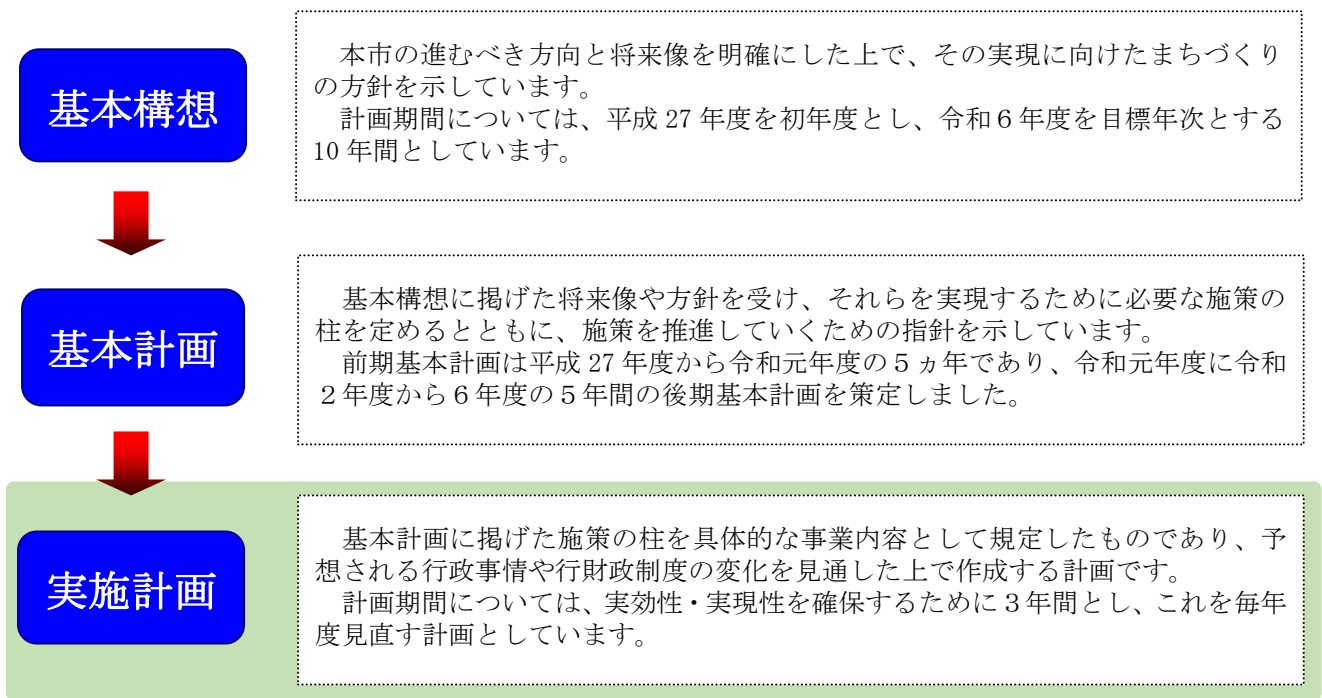 基本構想
本市の進むべき方向と将来像を明確にした上で、その実現に向けたまちづくり
の方針を示しています。
計画期間については、平成 27 年度を初年度とし、令和６年度を目標年次とする
10 年間としています。
基本計画
基本構想に掲げた将来像や方針を受け、それらを実現するために必要な施策の
柱を定めるとともに、施策を推進していくための指針を示しています。
前期基本計画は平成 27 年度から令和元年度の５ヵ年であり、令和元年度に令和
２年度から６年度の５年間の後期基本計画を策定しました。
実施計画
基本計画に掲げた施策の柱を具体的な事業内容として規定したものであり、予
想される行政事情や行財政制度の変化を見通した上で作成する計画です。
計画期間については、実効性・実現性を確保するために３年間とし、これを毎年
度見直す計画としています。